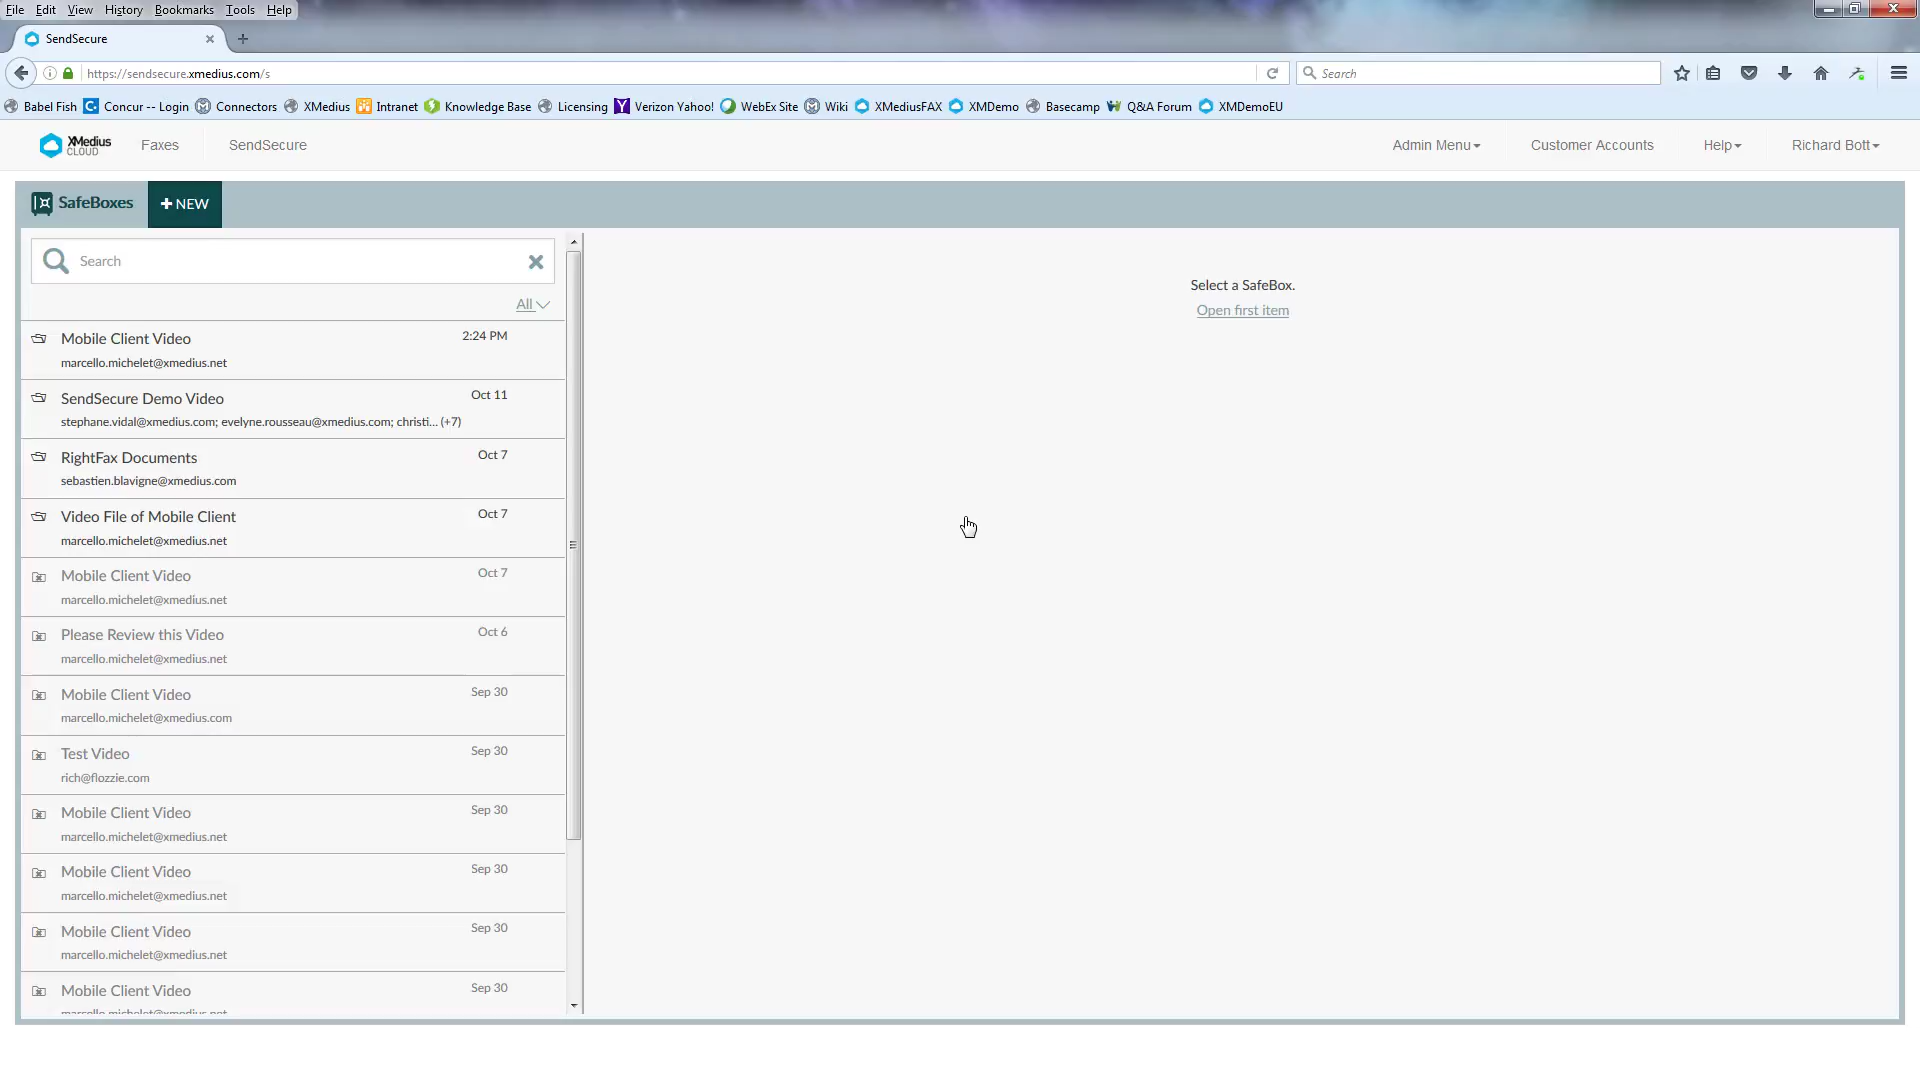 File Edit View History Bookmarks Tools Help
SendSecure
https://sendsecure.xmedius.com/s
Search
Babel Fish Concur -- Login Connectors XMedius Intranet Knowledge Base Licensing Verizon Yahoo! WebEx Site Wiki XMediusFAX XMDemo Basecamp Q&A Forum XMDemoEU
XMedius CLOUD Faxes SendSecure Admin Menu Customer Accounts Help Richard Bott
SafeBoxes NEW
Search
All
Select a SafeBox.
Open first item
Mobile Client Video 2:24 PM
marcello.michelet@xmedius.net
SendSecure Demo Video Oct 11
stephane.vidal@xmedius.com; evelyne.rousseau@xmedius.com; christi... (+7)
RightFax Documents Oct 7
sebastien.blavigne@xmedius.com
Video File of Mobile Client Oct 7
marcello.michelet@xmedius.net
Mobile Client Video Oct 7
marcello.michelet@xmedius.net
Please Review this Video Oct 6
marcello.michelet@xmedius.net
Mobile Client Video Sep 30
marcello.michelet@xmedius.com
Test Video Sep 30
rich@flozzie.com
Mobile Client Video Sep 30
marcello.michelet@xmedius.net
Mobile Client Video Sep 30
marcello.michelet@xmedius.net
Mobile Client Video Sep 30
marcello.michelet@xmedius.net
Mobile Client Video Sep 30